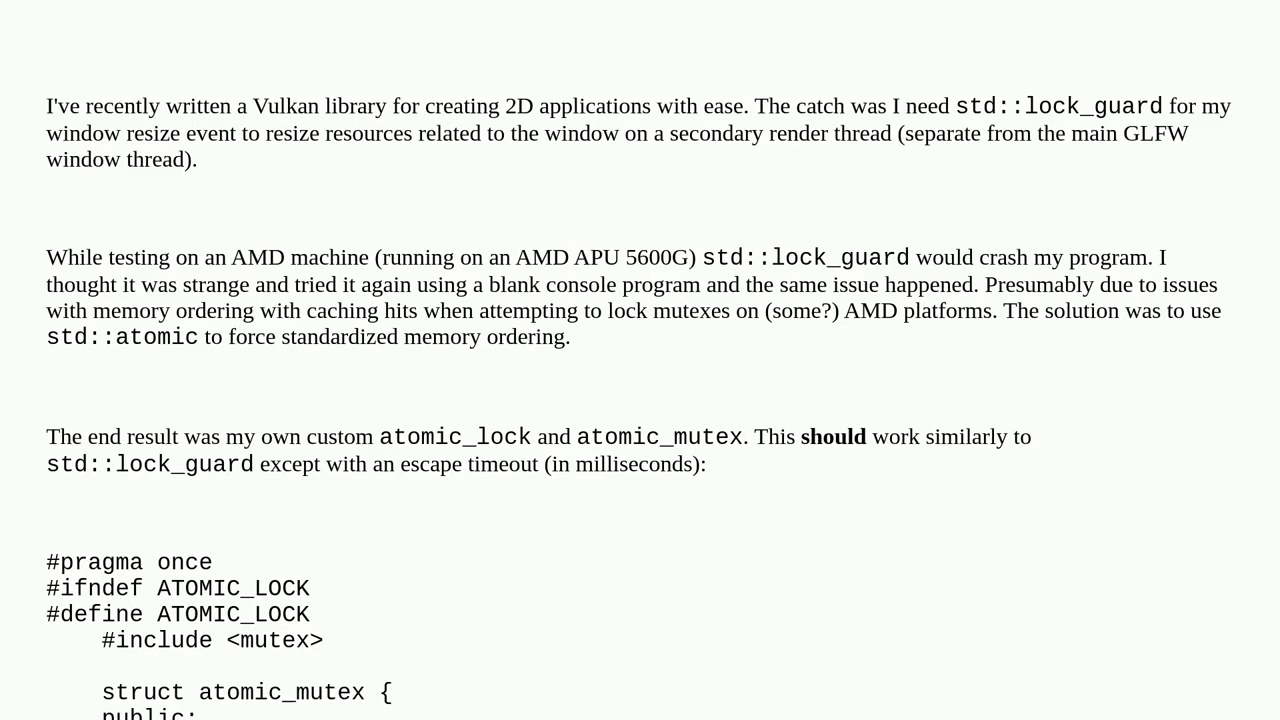 I've recently written a Vulkan library for creating 2D applications with ease. The catch was I need std::lock_guard for my
window resize event to resize resources related to the window on a secondary render thread (separate from the main GLFW
window thread).
While testing on an AMD machine (running on an AMD APU 5600G) std::lock_guard would crash my program. I
thought it was strange and tried it again using a blank console program and the same issue happened. Presumably due to issues
with memory ordering with caching hits when attempting to lock mutexes on (some?) AMD platforms. The solution was to use
std::atomic to force standardized memory ordering.
The end result was my own custom atomic_lock and atomic_mutex. This should work similarly to
std::lock_guard except with an escape timeout (in milliseconds):
#pragma once
#ifndef ATOMIC_LOCK
#define ATOMIC_LOCK
    #include <mutex>
    struct atomic_mutex {
    public: